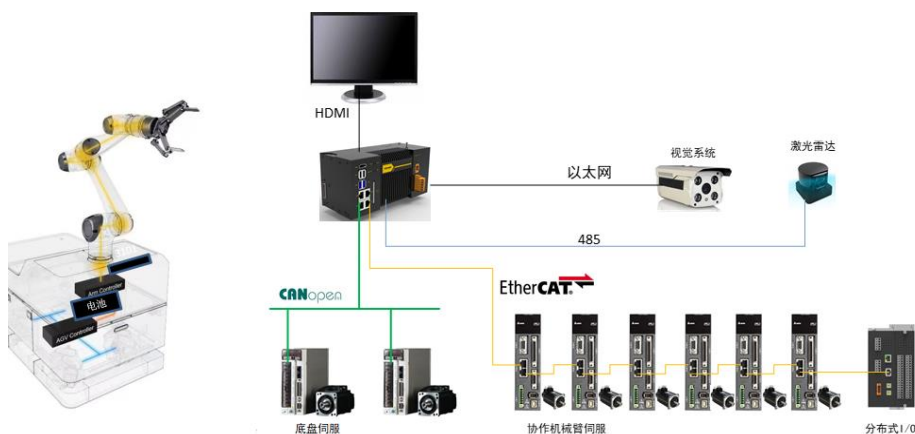 HDMI
视觉系统
激光雷达
以太网
485
CANopen
EtherCAT
Arm Controller
电池
AGV Controller
底盘伺服
协作机械臂伺服
分布式I/O